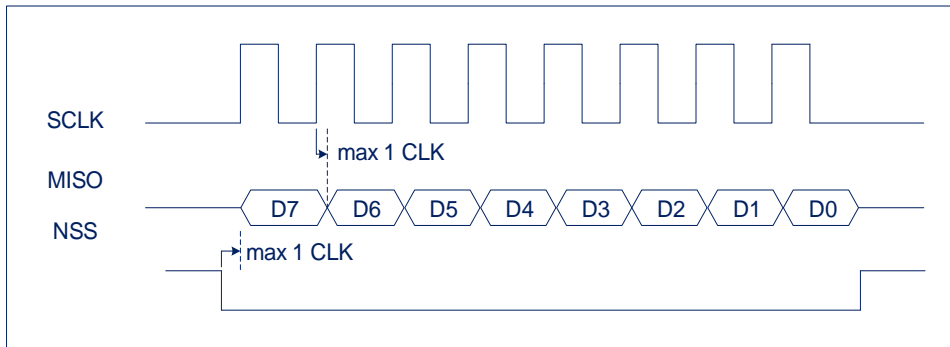 SCLK
max 1 CLK
MISO
D7 D6 D5 D4 D3 D2 D1 D0
NSS
max 1 CLK